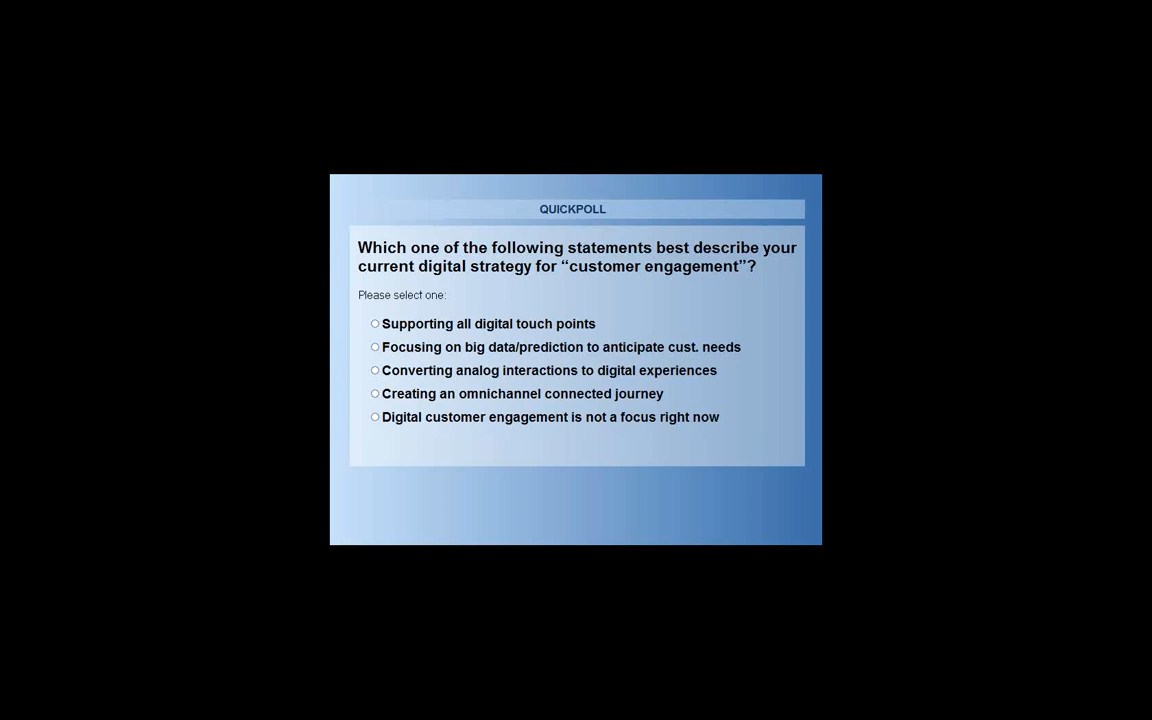 QUICKPOLL
Which one of the following statements best describe your
current digital strategy for “customer engagement”?
Please select one:
Supporting all digital touch points
Focusing on big data/prediction to anticipate cust. needs
Converting analog interactions to digital experiences
Creating an omnichannel connected journey
Digital customer engagement is not a focus right now